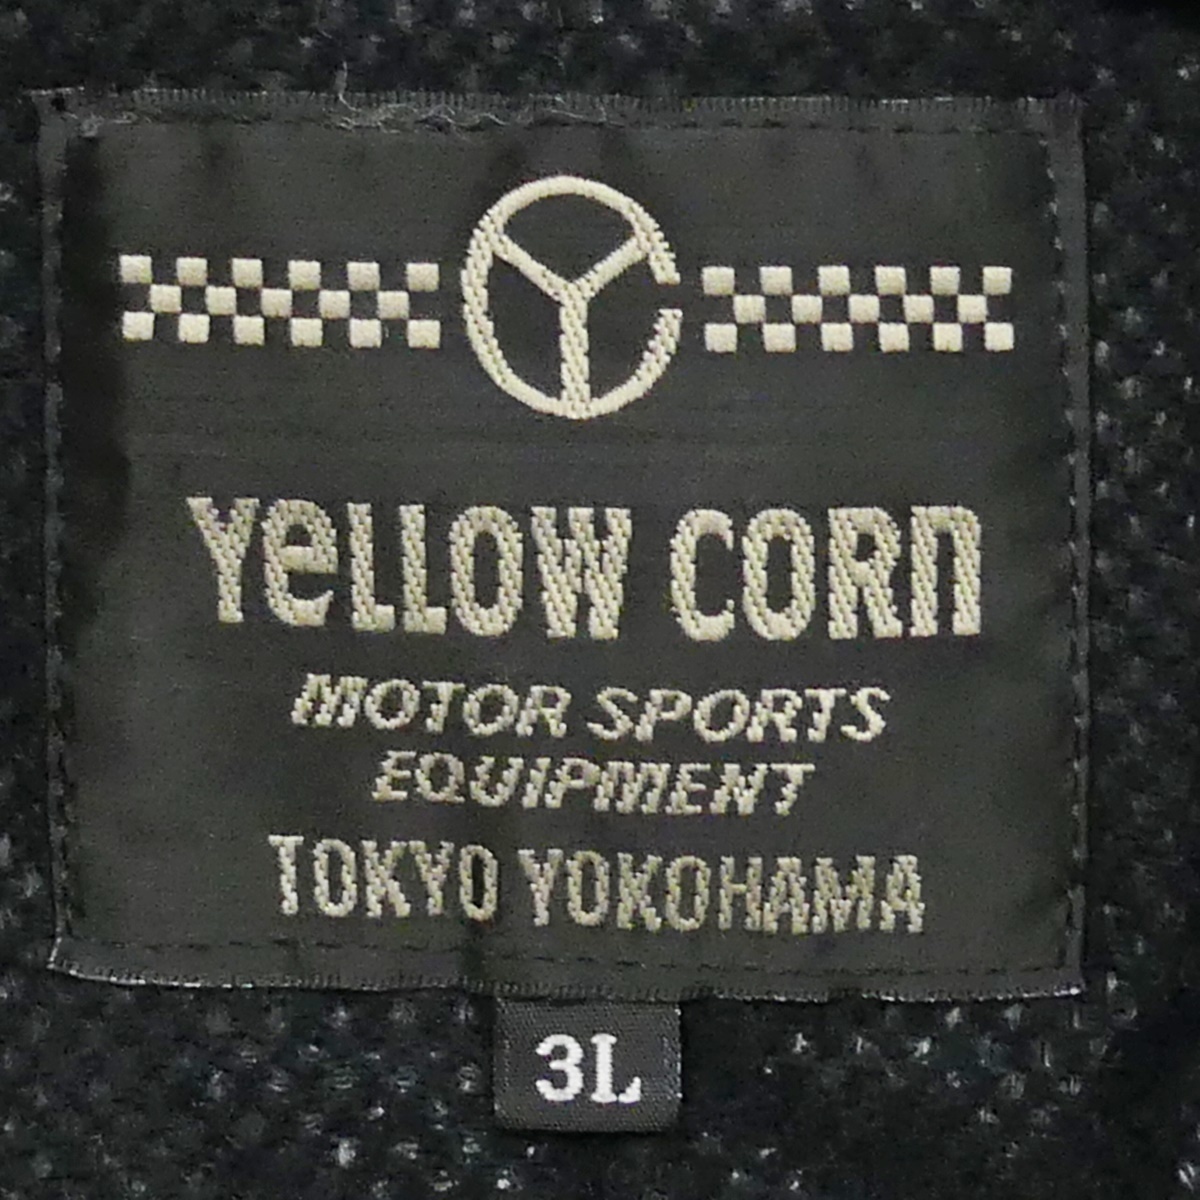 YeLLOW CORn
MOTOR SPORTS
EQUIPMENT
TOKYO YOKOHAMA
3L